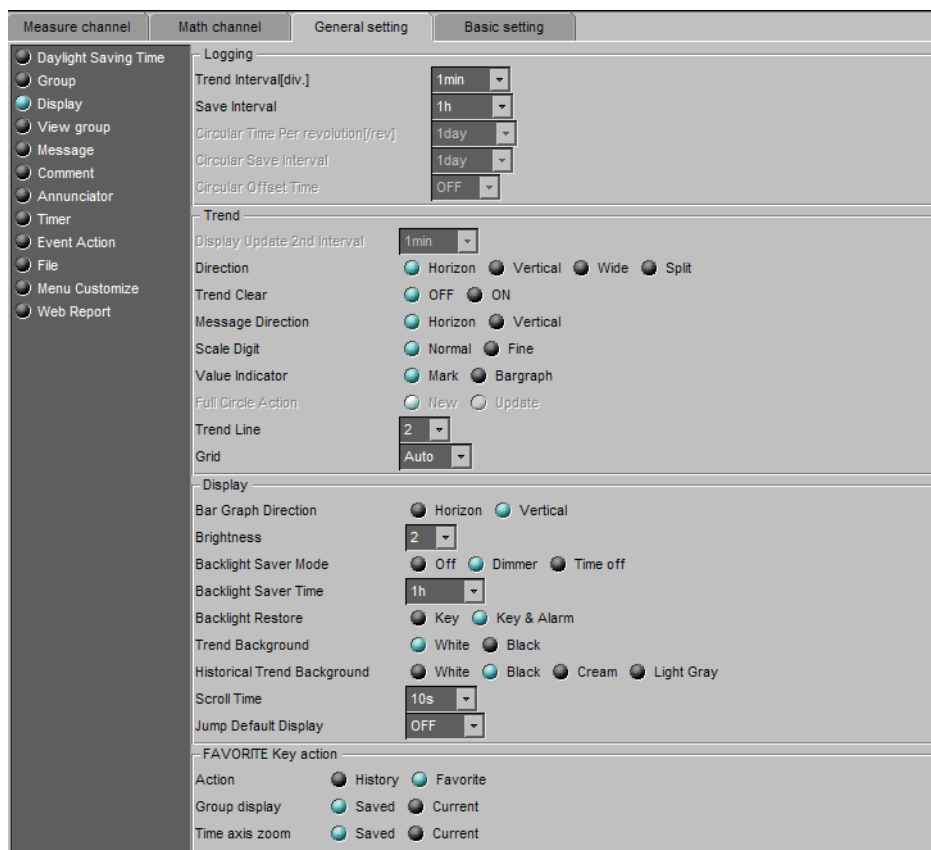 Measure channel Math channel General setting Basic setting
Daylight Saving Time
Group
Display
View group
Message
Comment
Annunciator
Timer
Event Action
File
Menu Customize
Web Report
Logging
Trend Interval[div.] 1min
Save Interval 1h
Circular Time Per revolution[/rev] 1day
Circular Save Interval 1day
Circular Offset Time OFF
Trend
Display Update 2nd Interval 1min
Direction Horizon Vertical Wide Split
Trend Clear OFF ON
Message Direction Horizon Vertical
Scale Digit Normal Fine
Value Indicator Mark Bargraph
Full Circle Action New Update
Trend Line 2
Grid Auto
Display
Bar Graph Direction Horizon Vertical
Brightness 2
Backlight Saver Mode Off Dimmer Time off
Backlight Saver Time 1h
Backlight Restore Key Key & Alarm
Trend Background White Black
Historical Trend Background White Black Cream Light Gray
Scroll Time 10s
Jump Default Display OFF
FAVORITE Key action
Action History Favorite
Group display Saved Current
Time axis zoom Saved Current